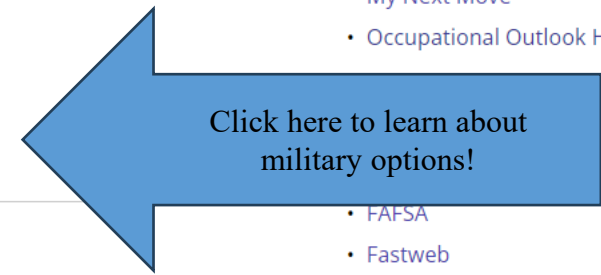 My Next Move
• Occupational Outlook H
Click here to learn about
military options!
• FAFSA
• Fastweb